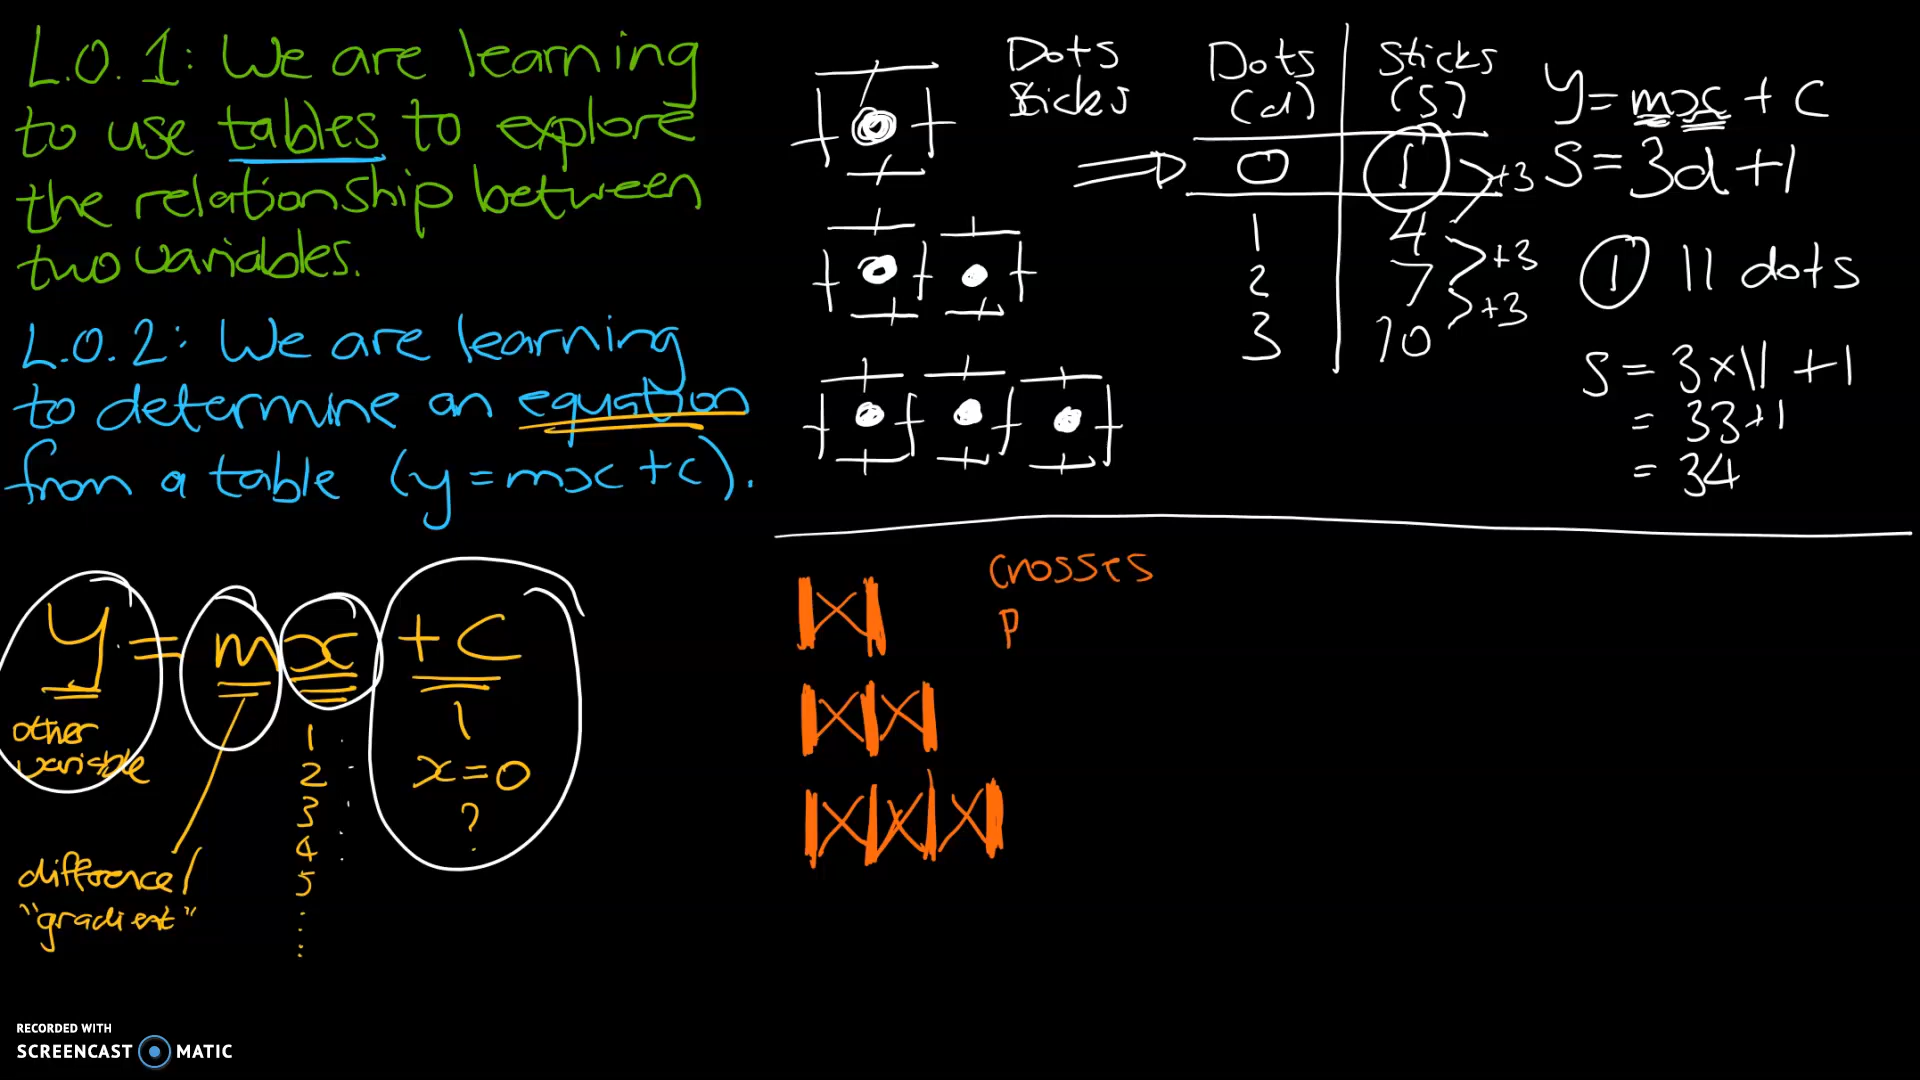 L.O. 1: We are learning
to use tables to explore
the relationship between
two variables.
L.O. 2: We are learning
to determine an equation
from a table (y=mx+c).
y = mx + c
other
variable
difference/
"gradient"
1
2
3
4
5
1
x=0
?
Dots
Sticks
Dots
(d)
Sticks
(S)
0 1
1 4
2 7
3 10
+3
+3
+3
y=mx + c
S = 3d+1
1 11 dots
S = 3×11 +1
= 33+1
= 34
Crosses
P
RECORDED WITH
SCREENCAST MATIC